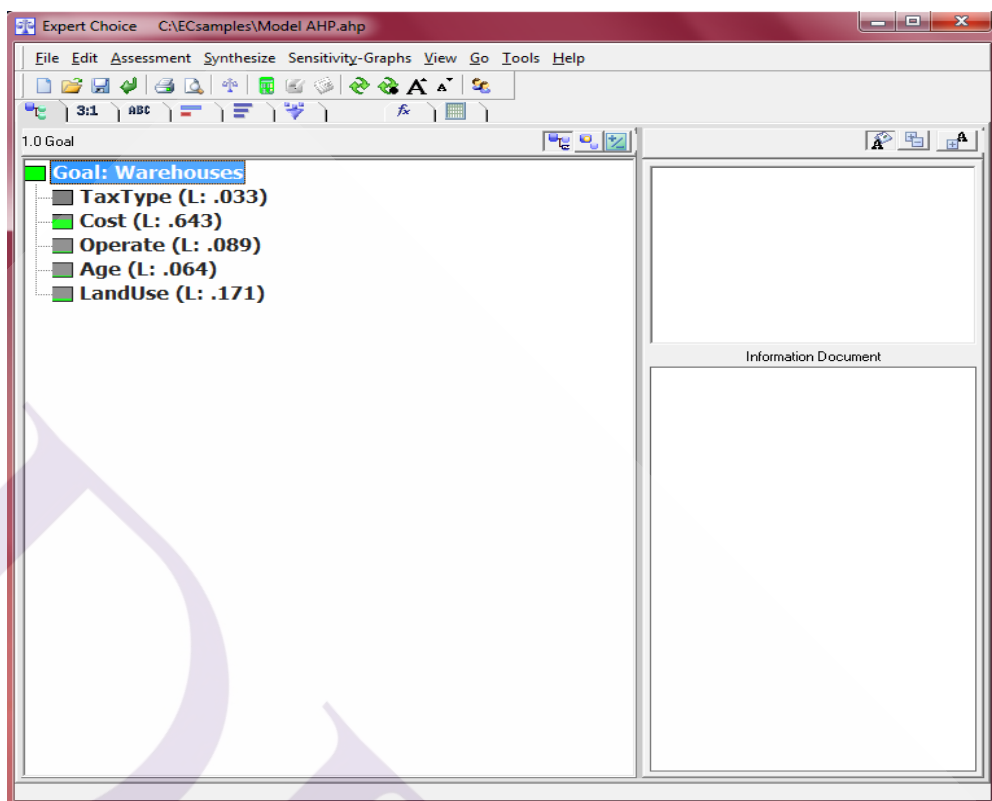 Expert Choice C:\ECsamples\Model AHP.ahp
File Edit Assessment Synthesize Sensitivity-Graphs View Go Tools Help
3:1 ABC fx
1.0 Goal
Goal: Warehouses
TaxType (L: .033)
Cost (L: .643)
Operate (L: .089)
Age (L: .064)
LandUse (L: .171)
Information Document